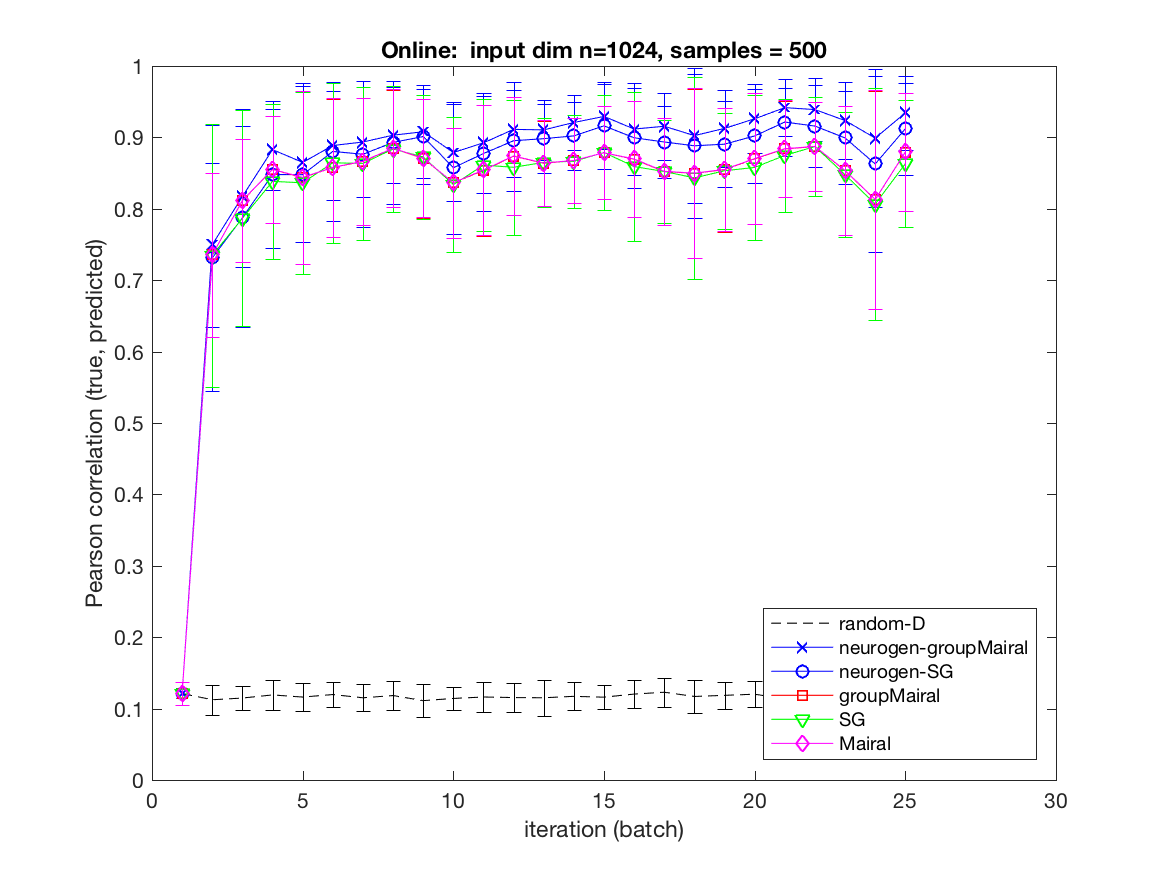 Online:  input dim n=1024, samples = 500
Pearson correlation (true, predicted)
1
0.9
0.8
0.7
0.6
0.5
0.4
0.3
0.2
0.1
0
random-D
neurogen-groupMairal
neurogen-SG
groupMairal
SG
Mairal
0 5 10 15 20 25 30
iteration (batch)